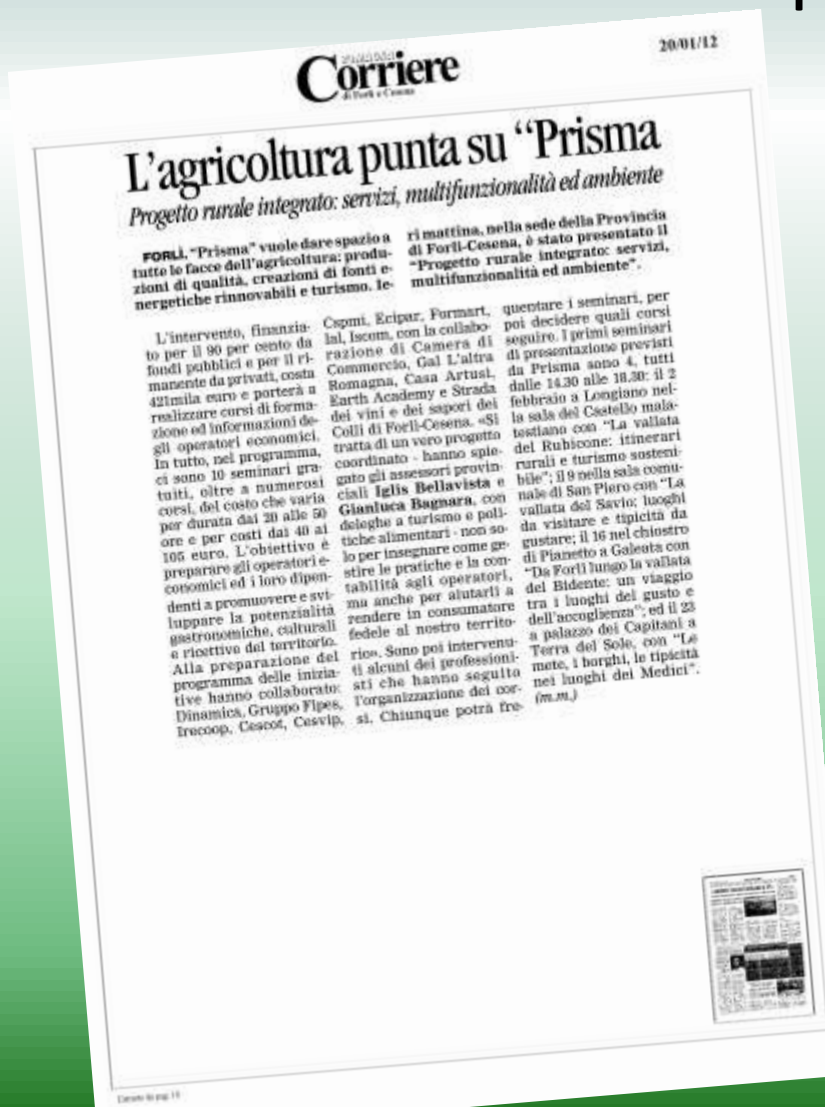 Corriere
di Forlì e Cesena
20/01/12
L'agricoltura punta su “Prisma
Progetto rurale integrato: servizi, multifunzionalità ed ambiente
FORLÌ. “Prisma” vuole dare spazio a
tutte le facce dell'agricoltura: produ-
zioni di qualità, creazioni di fonti e-
nergetiche rinnovabili e turismo. Ie-
ri mattina, nella sede della Provincia
di Forlì-Cesena, è stato presentato il
“Progetto rurale integrato: servizi,
multifunzionalità ed ambiente”.
L'intervento, finanzia-
to per il 90 per cento da
fondi pubblici e per il ri-
manente da privati, costa
421mila euro e porterà a
realizzare corsi di forma-
zione ed informazioni de-
gli operatori economici.
In tutto, nel programma,
ci sono 10 seminari gra-
tuiti, oltre a numerosi
corsi, del costo che varia
per durata dai 20 alle 50
ore e per costi dai 40 ai
105 euro. L'obiettivo è
preparare gli operatori e-
conomici ed i loro dipen-
denti a promuovere e svi-
luppare la potenzialità
gastronomiche, culturali
e ricettive del territorio.
Alla preparazione del
programma delle inizia-
tive hanno collaborato:
Dinamica, Gruppo Fipes,
Irecoop, Cescot, Cesvip,
Cspmi, Ecipar, Formart,
Ial, Iscom, con la collabo-
razione di Camera di
Commercio, Gal L'altra
Romagna, Casa Artusi,
Earth Academy e Strada
dei vini e dei sapori dei
Colli di Forlì-Cesena. «Si
tratta di un vero progetto
coordinato - hanno spie-
gato gli assessori provin-
ciali Iglis Bellavista e
Gianluca Bagnara, con
deleghe a turismo e poli-
tiche alimentari - non so-
lo per insegnare come ge-
stire le pratiche e la con-
tabilità agli operatori,
ma anche per aiutarli a
rendere in consumatore
fedele al nostro territo-
rio». Sono poi intervenu-
ti alcuni dei professioni-
sti che hanno seguito
l'organizzazione dei cor-
si. Chiunque potrà fre-
quentare i seminari, per
poi decidere quali corsi
seguire. I primi seminari
di presentazione previsti
da Prisma sono 4, tutti
dalle 14.30 alle 18.30: il 2
febbraio a Longiano nel-
la sala del Castello mala-
testiano con “La vallata
del Rubicone: itinerari
rurali e turismo sosteni-
bile”; il 9 nella sala comu-
nale di San Piero con “La
vallata del Savio: luoghi
da visitare e tipicità da
gustare; il 16 nel chiostro
di Pianetto a Galeata con
“Da Forlì lungo la vallata
del Bidente: un viaggio
tra i luoghi del gusto e
dell'accoglienza”; ed il 23
a palazzo dei Capitani a
Terra del Sole, con “Le
mete, i borghi, le tipicità
nei luoghi dei Medici”.
(m.m.)